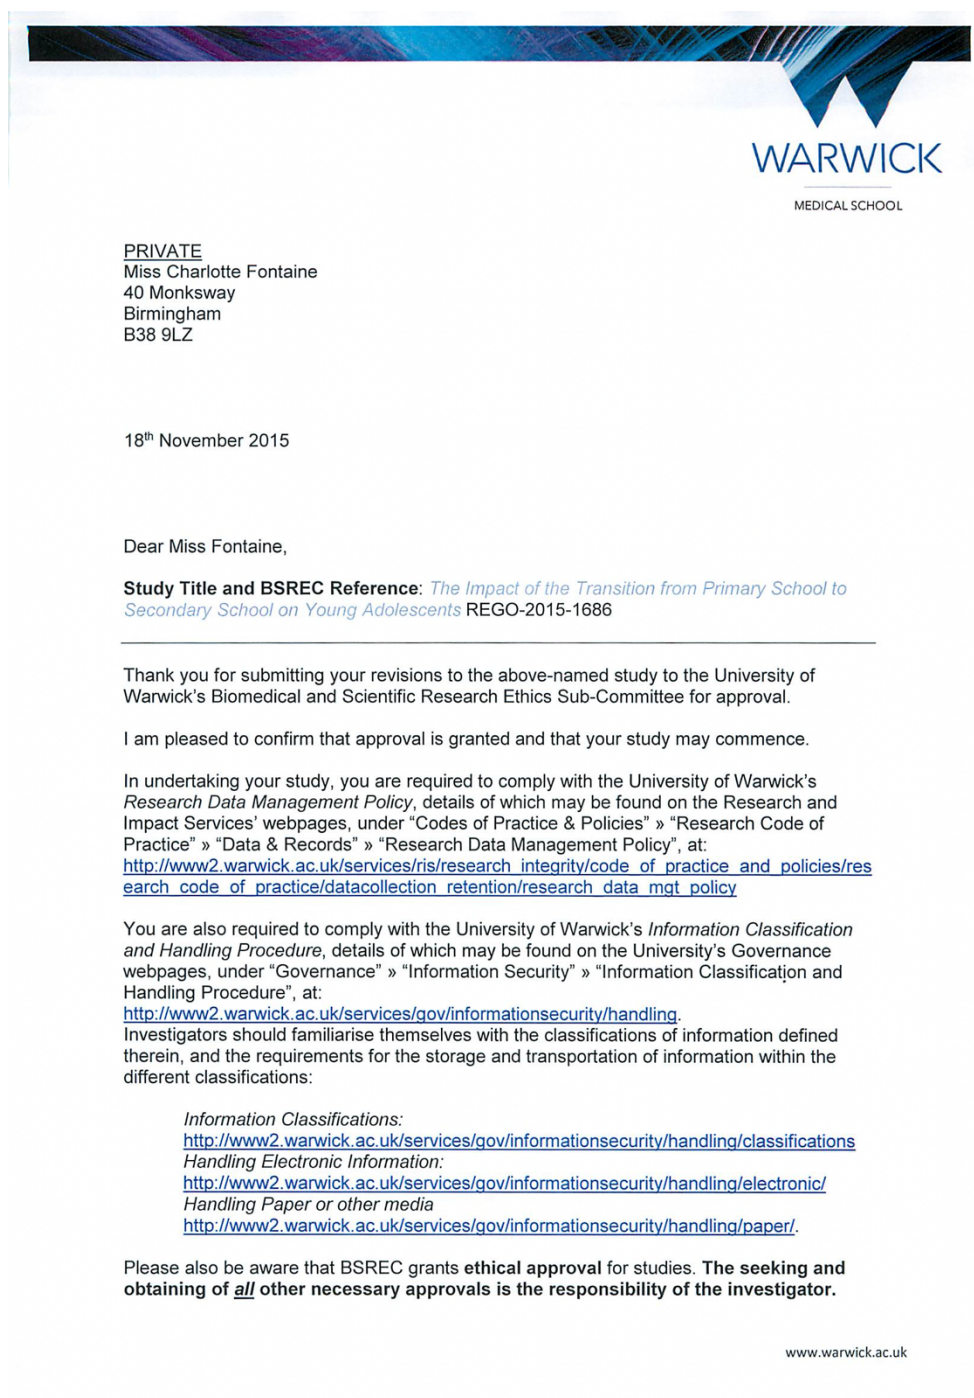 WARWICK
MEDICAL SCHOOL
PRIVATE
Miss Charlotte Fontaine
40 Monksway
Birmingham
B38 9LZ
18th November 2015
Dear Miss Fontaine,
Study Title and BSREC Reference: The Impact of the Transition from Primary School to
Secondary School on Young Adolescents REGO-2015-1686
Thank you for submitting your revisions to the above-named study to the University of
Warwick's Biomedical and Scientific Research Ethics Sub-Committee for approval.
I am pleased to confirm that approval is granted and that your study may commence.
In undertaking your study, you are required to comply with the University of Warwick's
Research Data Management Policy, details of which may be found on the Research and
Impact Services' webpages, under “Codes of Practice & Policies” » “Research Code of
Practice” » “Data & Records” » “Research Data Management Policy”, at:
http://www2.warwick.ac.uk/services/ris/research_integrity/code_of_practice_and_policies/res
earch_code_of_practice/datacollection_retention/research_data_mgt_policy
You are also required to comply with the University of Warwick's Information Classification
and Handling Procedure, details of which may be found on the University's Governance
webpages, under “Governance” » “Information Security” » “Information Classification and
Handling Procedure”, at:
http://www2.warwick.ac.uk/services/gov/informationsecurity/handling.
Investigators should familiarise themselves with the classifications of information defined
therein, and the requirements for the storage and transportation of information within the
different classifications:
Information Classifications:
http://www2.warwick.ac.uk/services/gov/informationsecurity/handling/classifications
Handling Electronic Information:
http://www2.warwick.ac.uk/services/gov/informationsecurity/handling/electronic/
Handling Paper or other media
http://www2.warwick.ac.uk/services/gov/informationsecurity/handling/paper/.
Please also be aware that BSREC grants ethical approval for studies. The seeking and
obtaining of all other necessary approvals is the responsibility of the investigator.
www.warwick.ac.uk